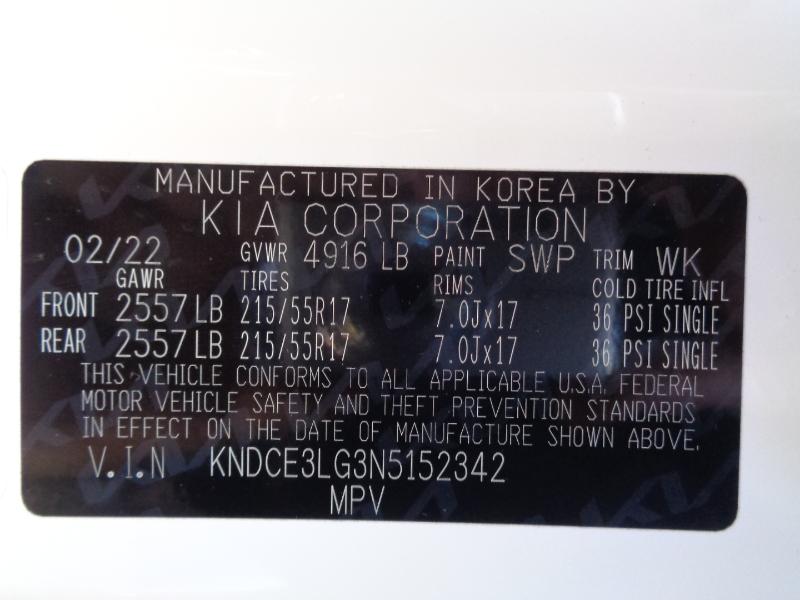 MANUFACTURED IN KOREA BY
KIA CORPORATION
02/22 GVWR 4916 LB PAINT SWP TRIM WK
GAWR TIRES RIMS COLD TIRE INFL
FRONT 2557 LB 215/55R17 7.0Jx17 36 PSI SINGLE
REAR 2557 LB 215/55R17 7.0Jx17 36 PSI SINGLE
THIS VEHICLE CONFORMS TO ALL APPLICABLE U.S.A. FEDERAL
MOTOR VEHICLE SAFETY AND THEFT PREVENTION STANDARDS
IN EFFECT ON THE DATE OF MANUFACTURE SHOWN ABOVE.
V.I.N KNDCE3LG3N5152342
MPV